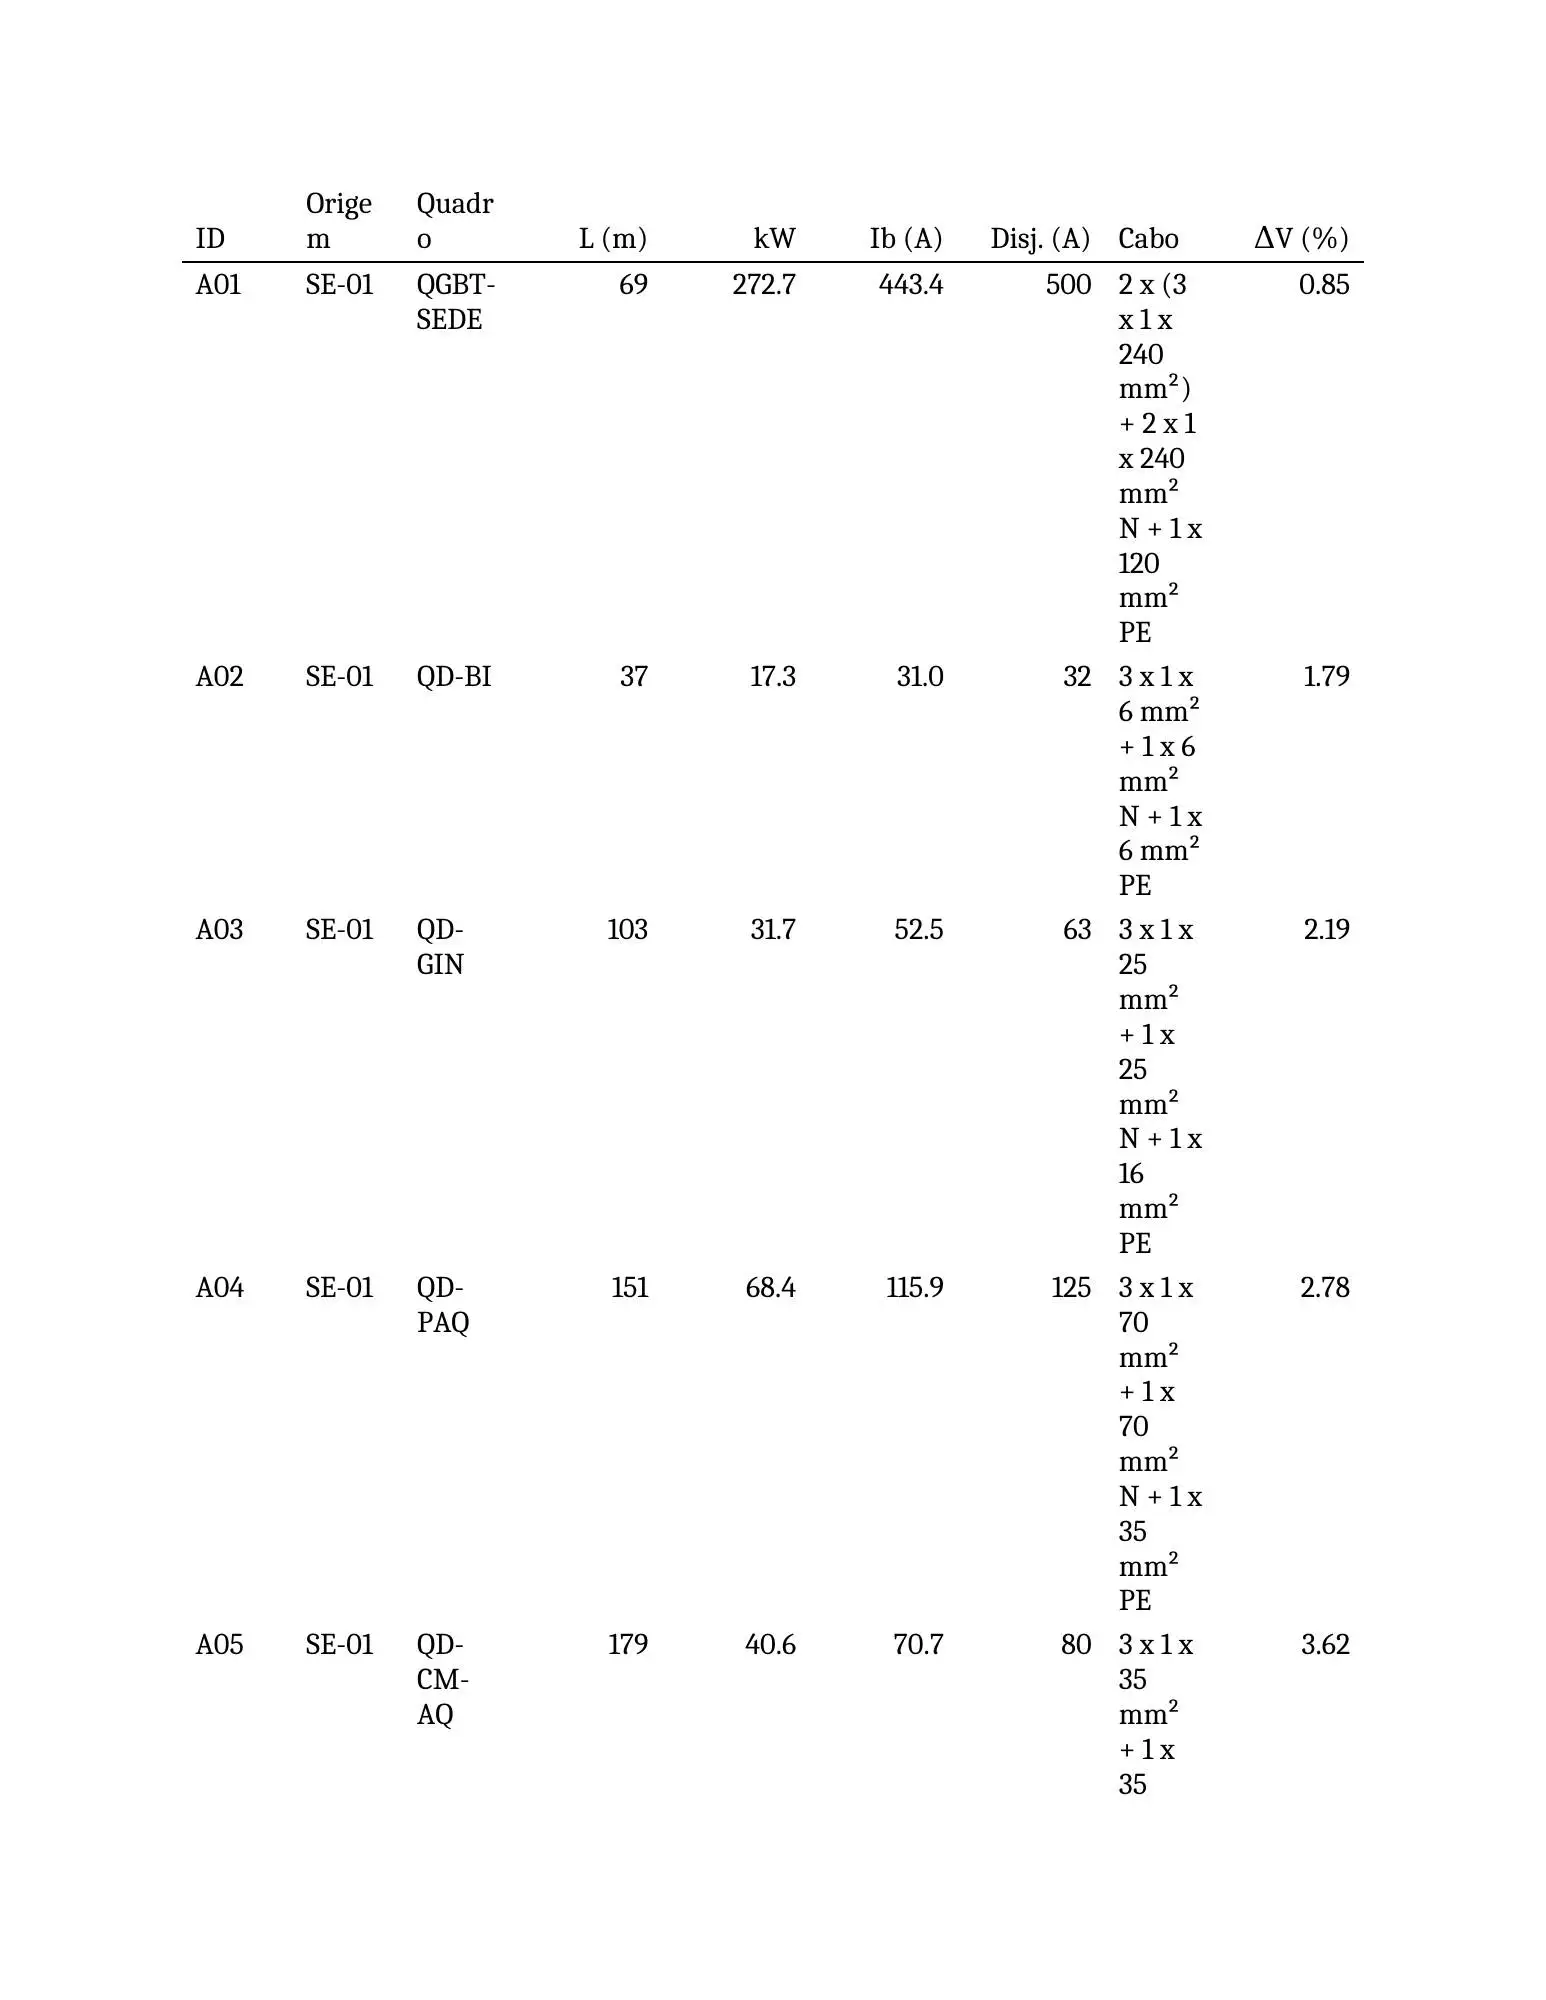 ID Orige
m Quadr
o L (m) kW Ib (A) Disj. (A) Cabo ΔV (%)
A01 SE-01 QGBT- 69 272.7 443.4 500 2 x (3 0.85
SEDE x 1 x
240
mm²)
+ 2 x 1
x 240
mm²
N + 1 x
120
mm²
PE
A02 SE-01 QD-BI 37 17.3 31.0 32 3 x 1 x 1.79
6 mm²
+ 1 x 6
mm²
N + 1 x
6 mm²
PE
A03 SE-01 QD- 103 31.7 52.5 63 3 x 1 x 2.19
GIN 25
mm²
+ 1 x
25
mm²
N + 1 x
16
mm²
PE
A04 SE-01 QD- 151 68.4 115.9 125 3 x 1 x 2.78
PAQ 70
mm²
+ 1 x
70
mm²
N + 1 x
35
mm²
PE
A05 SE-01 QD- 179 40.6 70.7 80 3 x 1 x 3.62
CM- 35
AQ mm²
+ 1 x
35